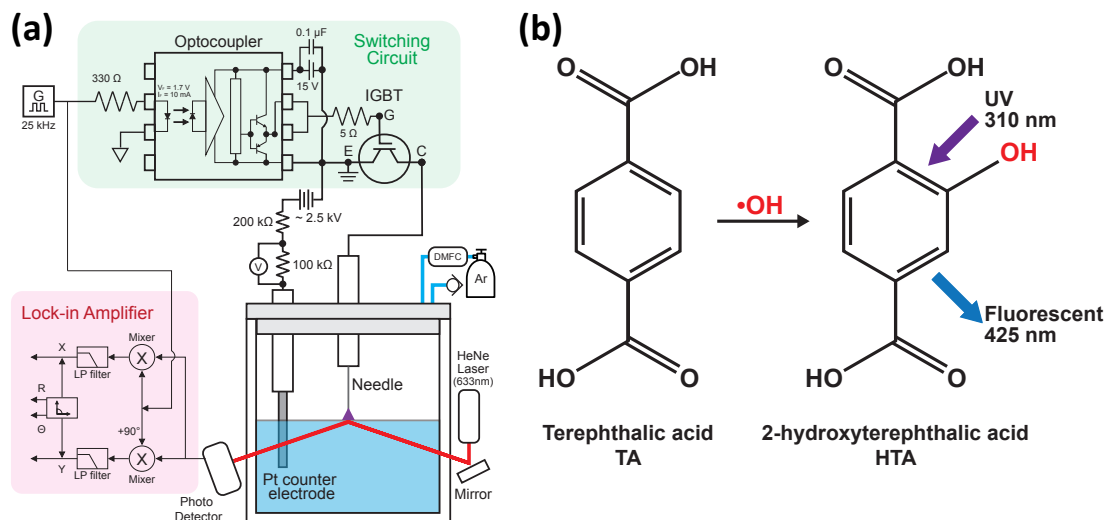 (a)
Optocoupler
0.1 µF
Switching
Circuit
15 V
330 Ω
VF = 1.7 V
IF = 10 mA
G
25 kHz
IGBT
G
5 Ω
E
C
~ 2.5 kV
200 kΩ
V
100 kΩ
DMFC
Ar
Lock-in Amplifier
Mixer
X
X
LP filter
R
Θ
+90°
Y
LP filter
X
Mixer
HeNe
Laser
(633nm)
Needle
Pt counter
electrode
Mirror
Photo
Detector
(b)
O
OH
HO
O
Terephthalic acid
TA
•OH
O
OH
UV
310 nm
OH
Fluorescent
425 nm
HO
O
2-hydroxyterephthalic acid
HTA